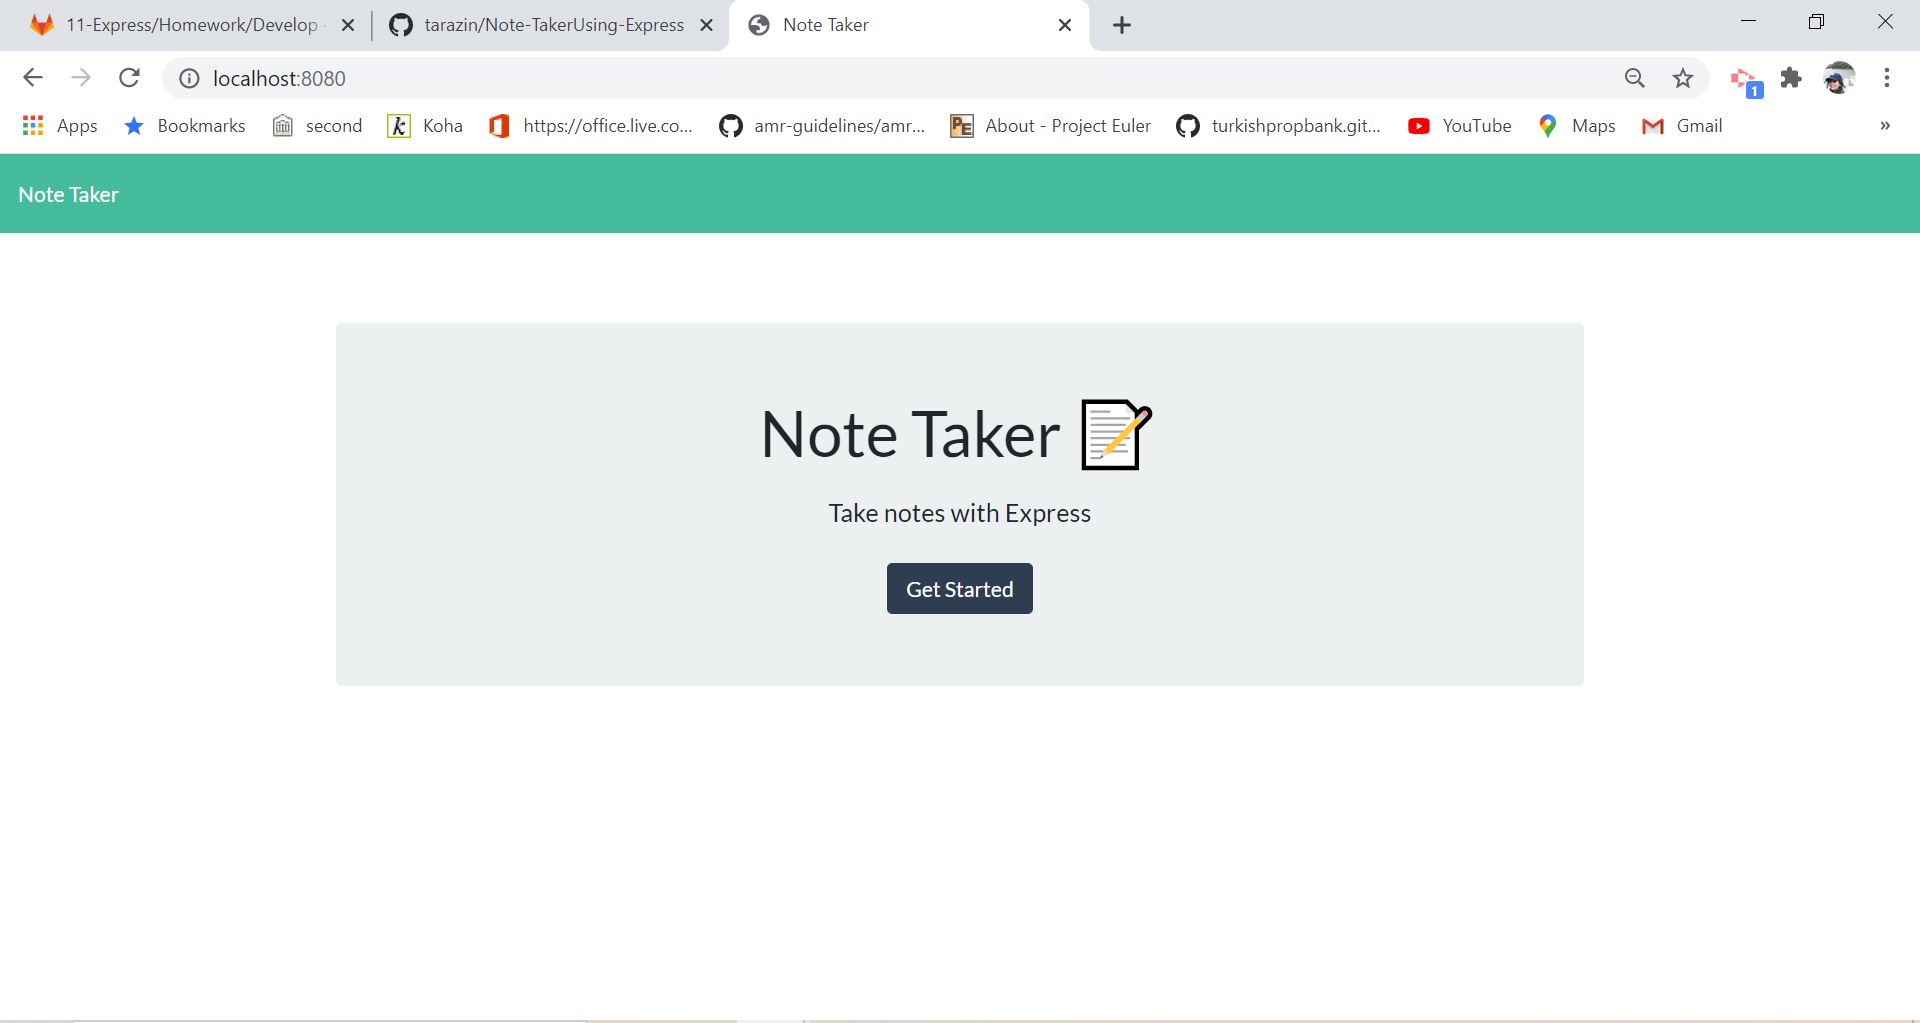 11-Express/Homework/Develop
tarazin/Note-TakerUsing-Express
Note Taker
localhost:8080
1
Apps
Bookmarks
second
k
Koha
https://office.live.co...
amr-guidelines/amr...
PE
About - Project Euler
turkishpropbank.git...
YouTube
Maps
Gmail
»
Note Taker
Note Taker
Take notes with Express
Get Started